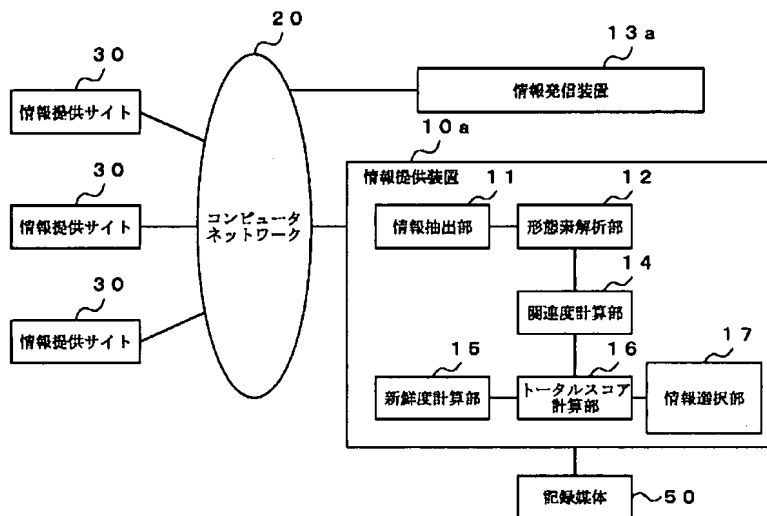 20
30
13a
情報提供サイト
情報発信装置
10a
30
情報提供装置
11
12
情報提供サイト
コンピュータ
ネットワーク
情報抽出部
形態素解析部
30
14
関連度計算部
情報提供サイト
15
16
17
新鮮度計算部
トータルスコア
計算部
情報選択部
記録媒体
50